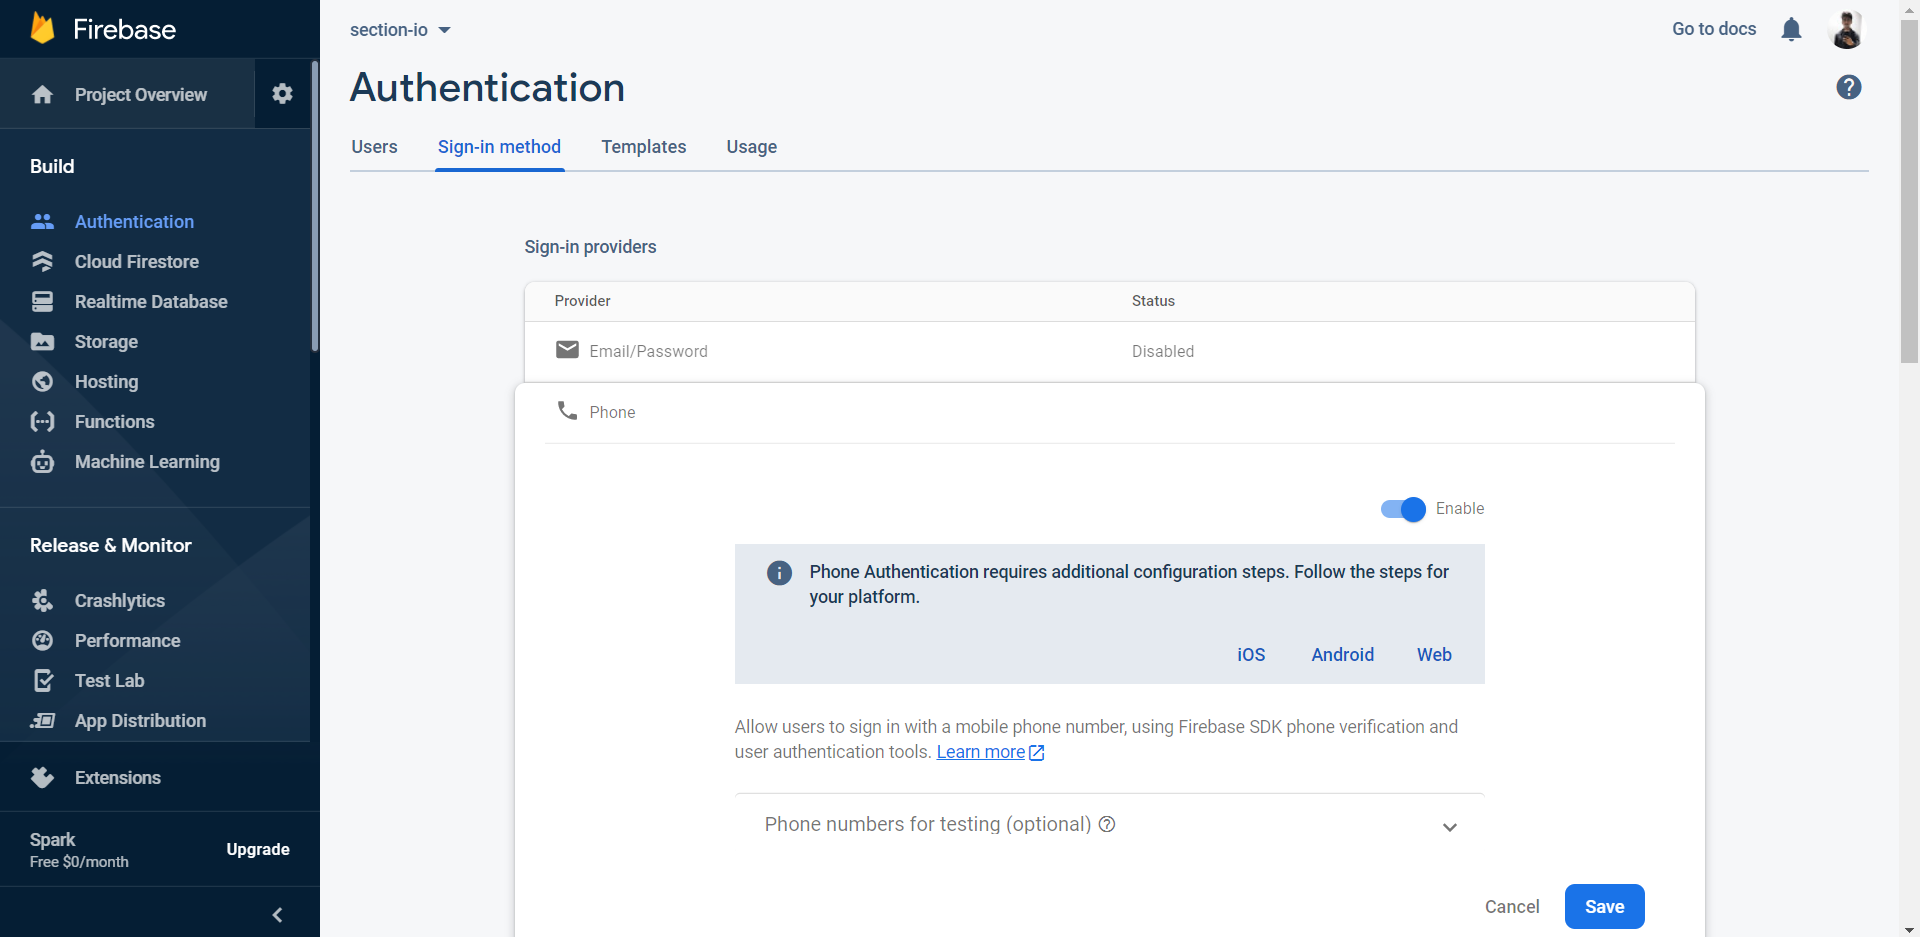 Firebase
Project Overview
Build
Authentication
Cloud Firestore
Realtime Database
Storage
Hosting
Functions
Machine Learning
Release & Monitor
Crashlytics
Performance
Test Lab
App Distribution
Extensions
Spark
Free $0/month
Upgrade
section-io
Go to docs
Authentication
Users
Sign-in method
Templates
Usage
Sign-in providers
Provider
Status
Email/Password
Disabled
Phone
Enable
Phone Authentication requires additional configuration steps. Follow the steps for
your platform.
iOS
Android
Web
Allow users to sign in with a mobile phone number, using Firebase SDK phone verification and
user authentication tools. Learn more
Phone numbers for testing (optional)
Cancel
Save